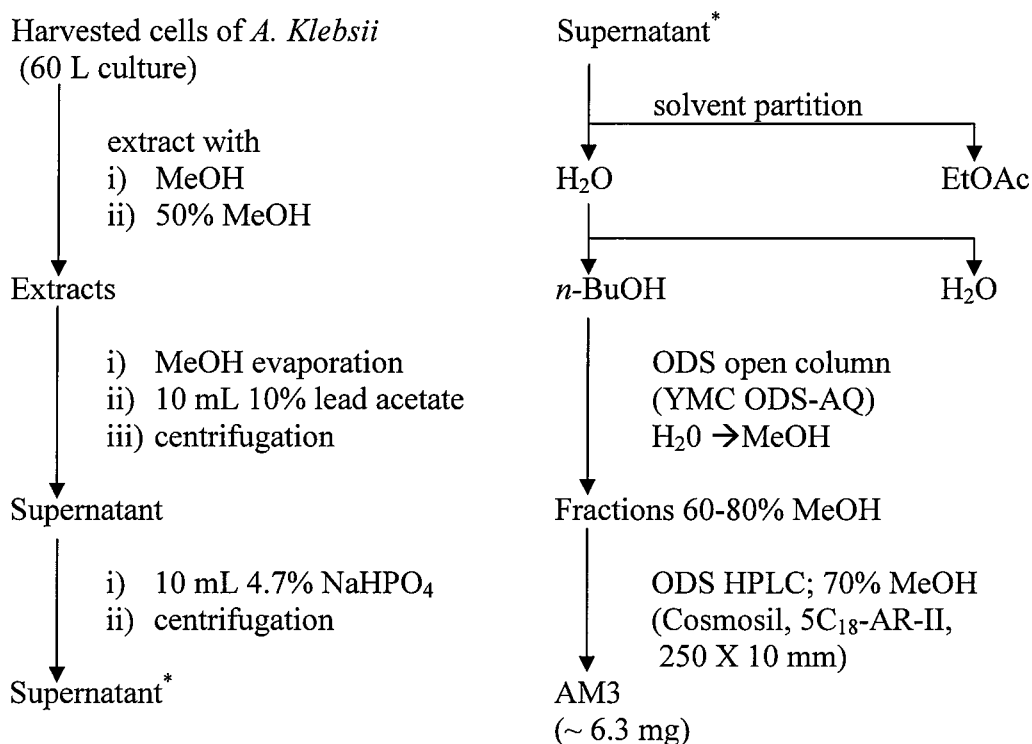 Harvested cells of A. Klebsii
(60 L culture)
extract with
i) MeOH
ii) 50% MeOH
Extracts
i) MeOH evaporation
ii) 10 mL 10% lead acetate
iii) centrifugation
Supernatant
i) 10 mL 4.7% NaHPO₄
ii) centrifugation
Supernatant*
Supernatant*
solvent partition
H₂O EtOAc
n-BuOH H₂O
ODS open column
(YMC ODS-AQ)
H₂0 → MeOH
Fractions 60-80% MeOH
ODS HPLC; 70% MeOH
(Cosmosil, 5C₁₈-AR-II,
250 X 10 mm)
AM3
(~ 6.3 mg)